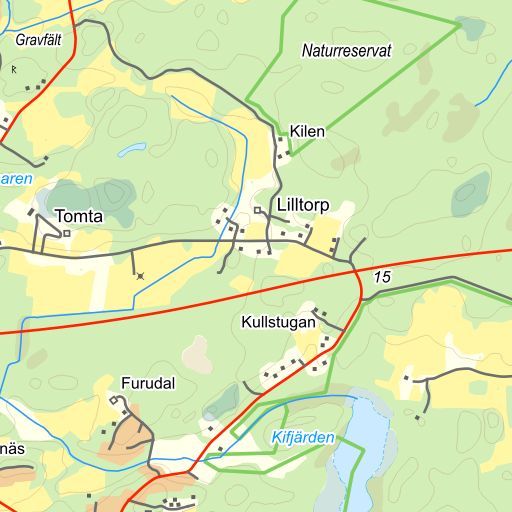 Gravfält
Naturreservat
ᚱ
Kilen
aren
Tomta
Lilltorp
15
Kullstugan
Furudal
Kifjärden
näs